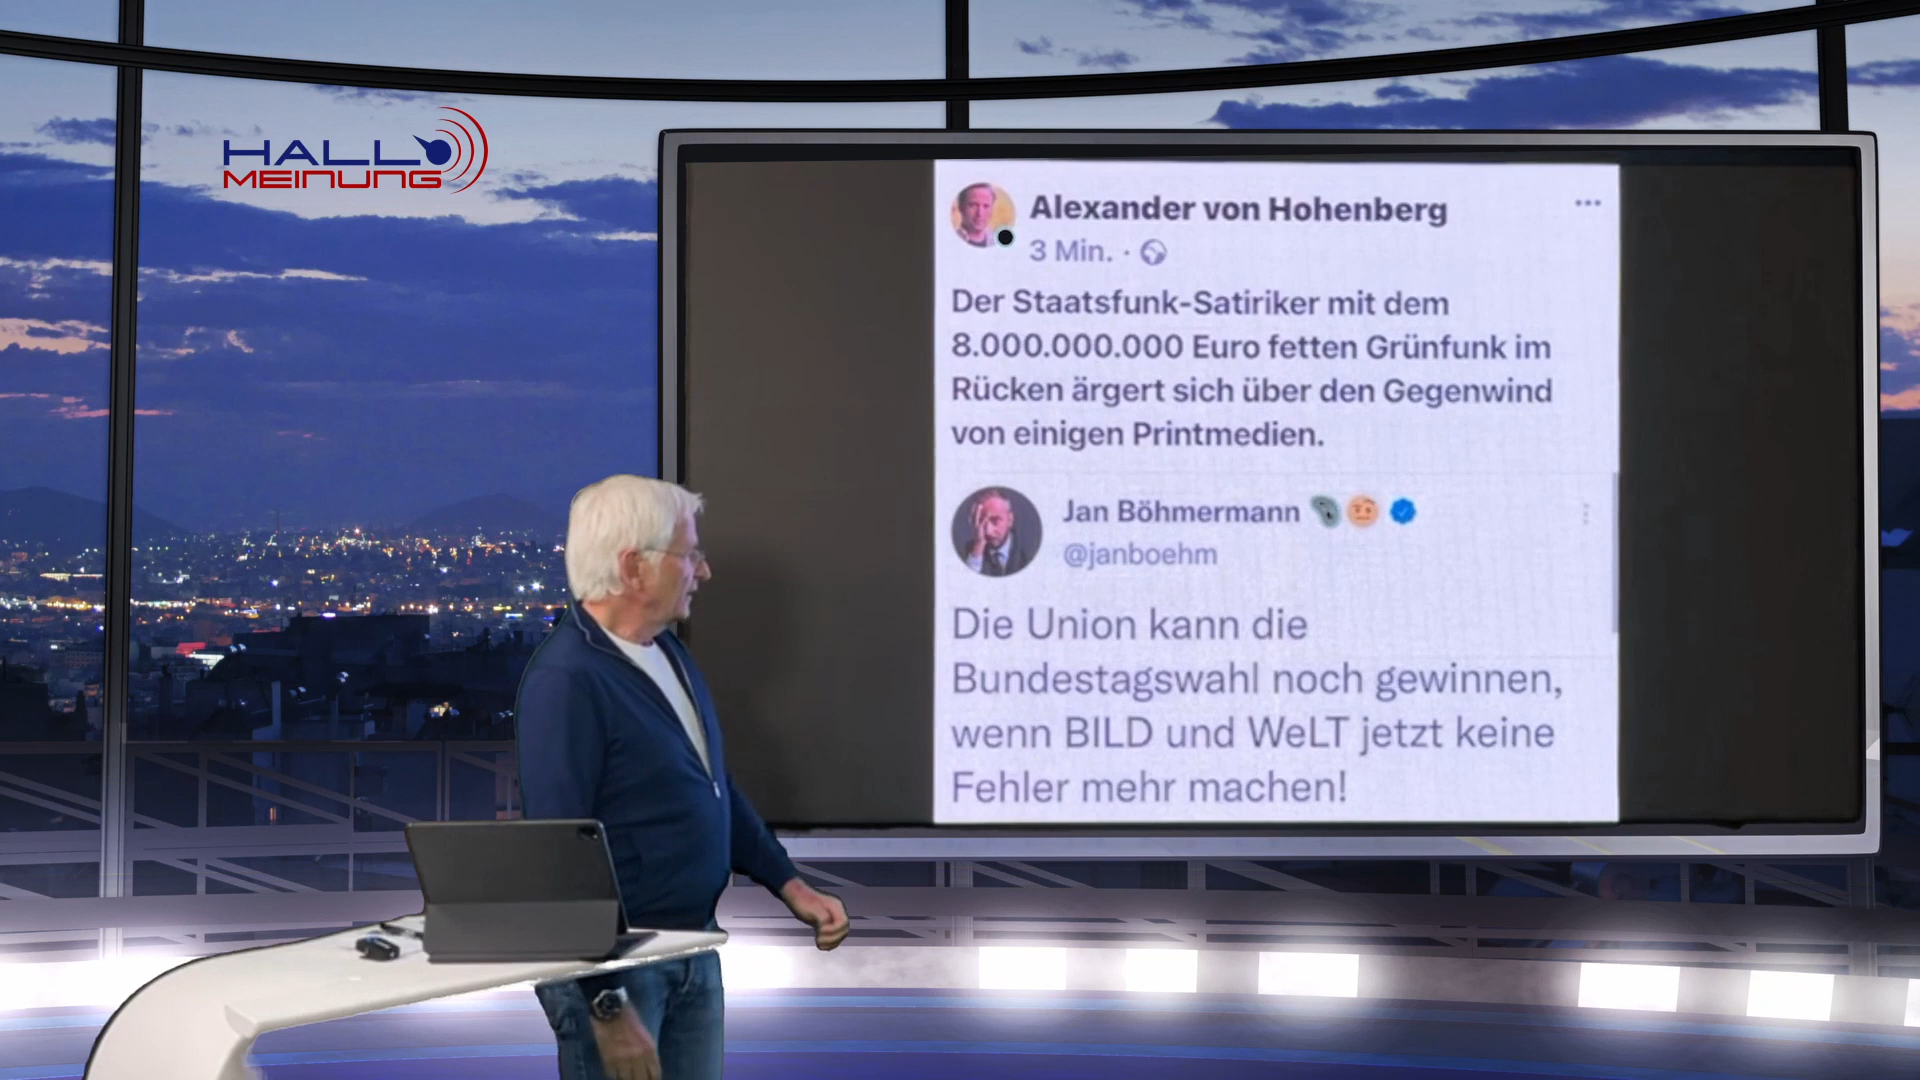 HALLO
MEINUNG
Alexander von Hohenberg
3 Min. ·
Der Staatsfunk-Satiriker mit dem
8.000.000.000 Euro fetten Grünfunk im
Rücken ärgert sich über den Gegenwind
von einigen Printmedien.
Jan Böhmermann
@janboehm
Die Union kann die
Bundestagswahl noch gewinnen,
wenn BILD und WeLT jetzt keine
Fehler mehr machen!